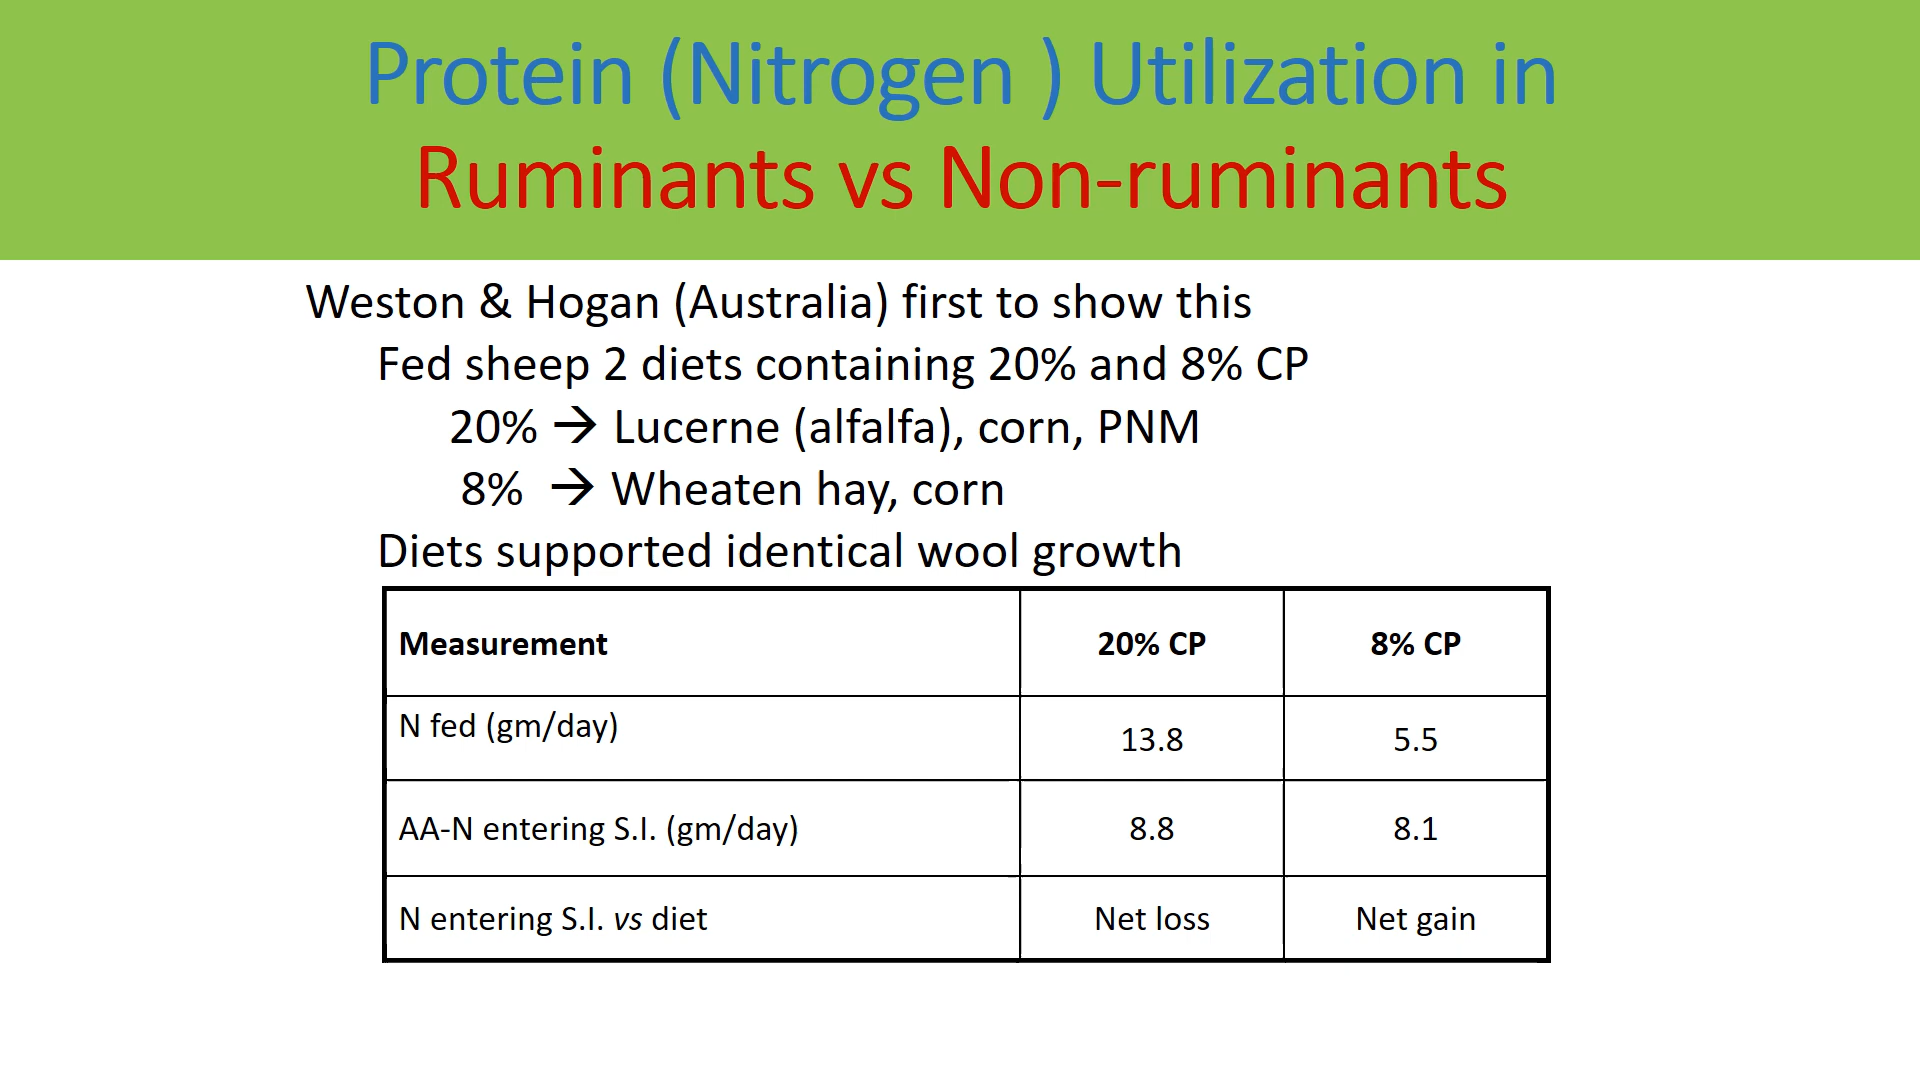 Protein (Nitrogen ) Utilization in
Ruminants vs Non-ruminants
Weston & Hogan (Australia) first to show this
Fed sheep 2 diets containing 20% and 8% CP
20% → Lucerne (alfalfa), corn, PNM
8% → Wheaten hay, corn
Diets supported identical wool growth
Measurement 20% CP 8% CP
N fed (gm/day) 13.8 5.5
AA-N entering S.I. (gm/day) 8.8 8.1
N entering S.I. vs diet Net loss Net gain